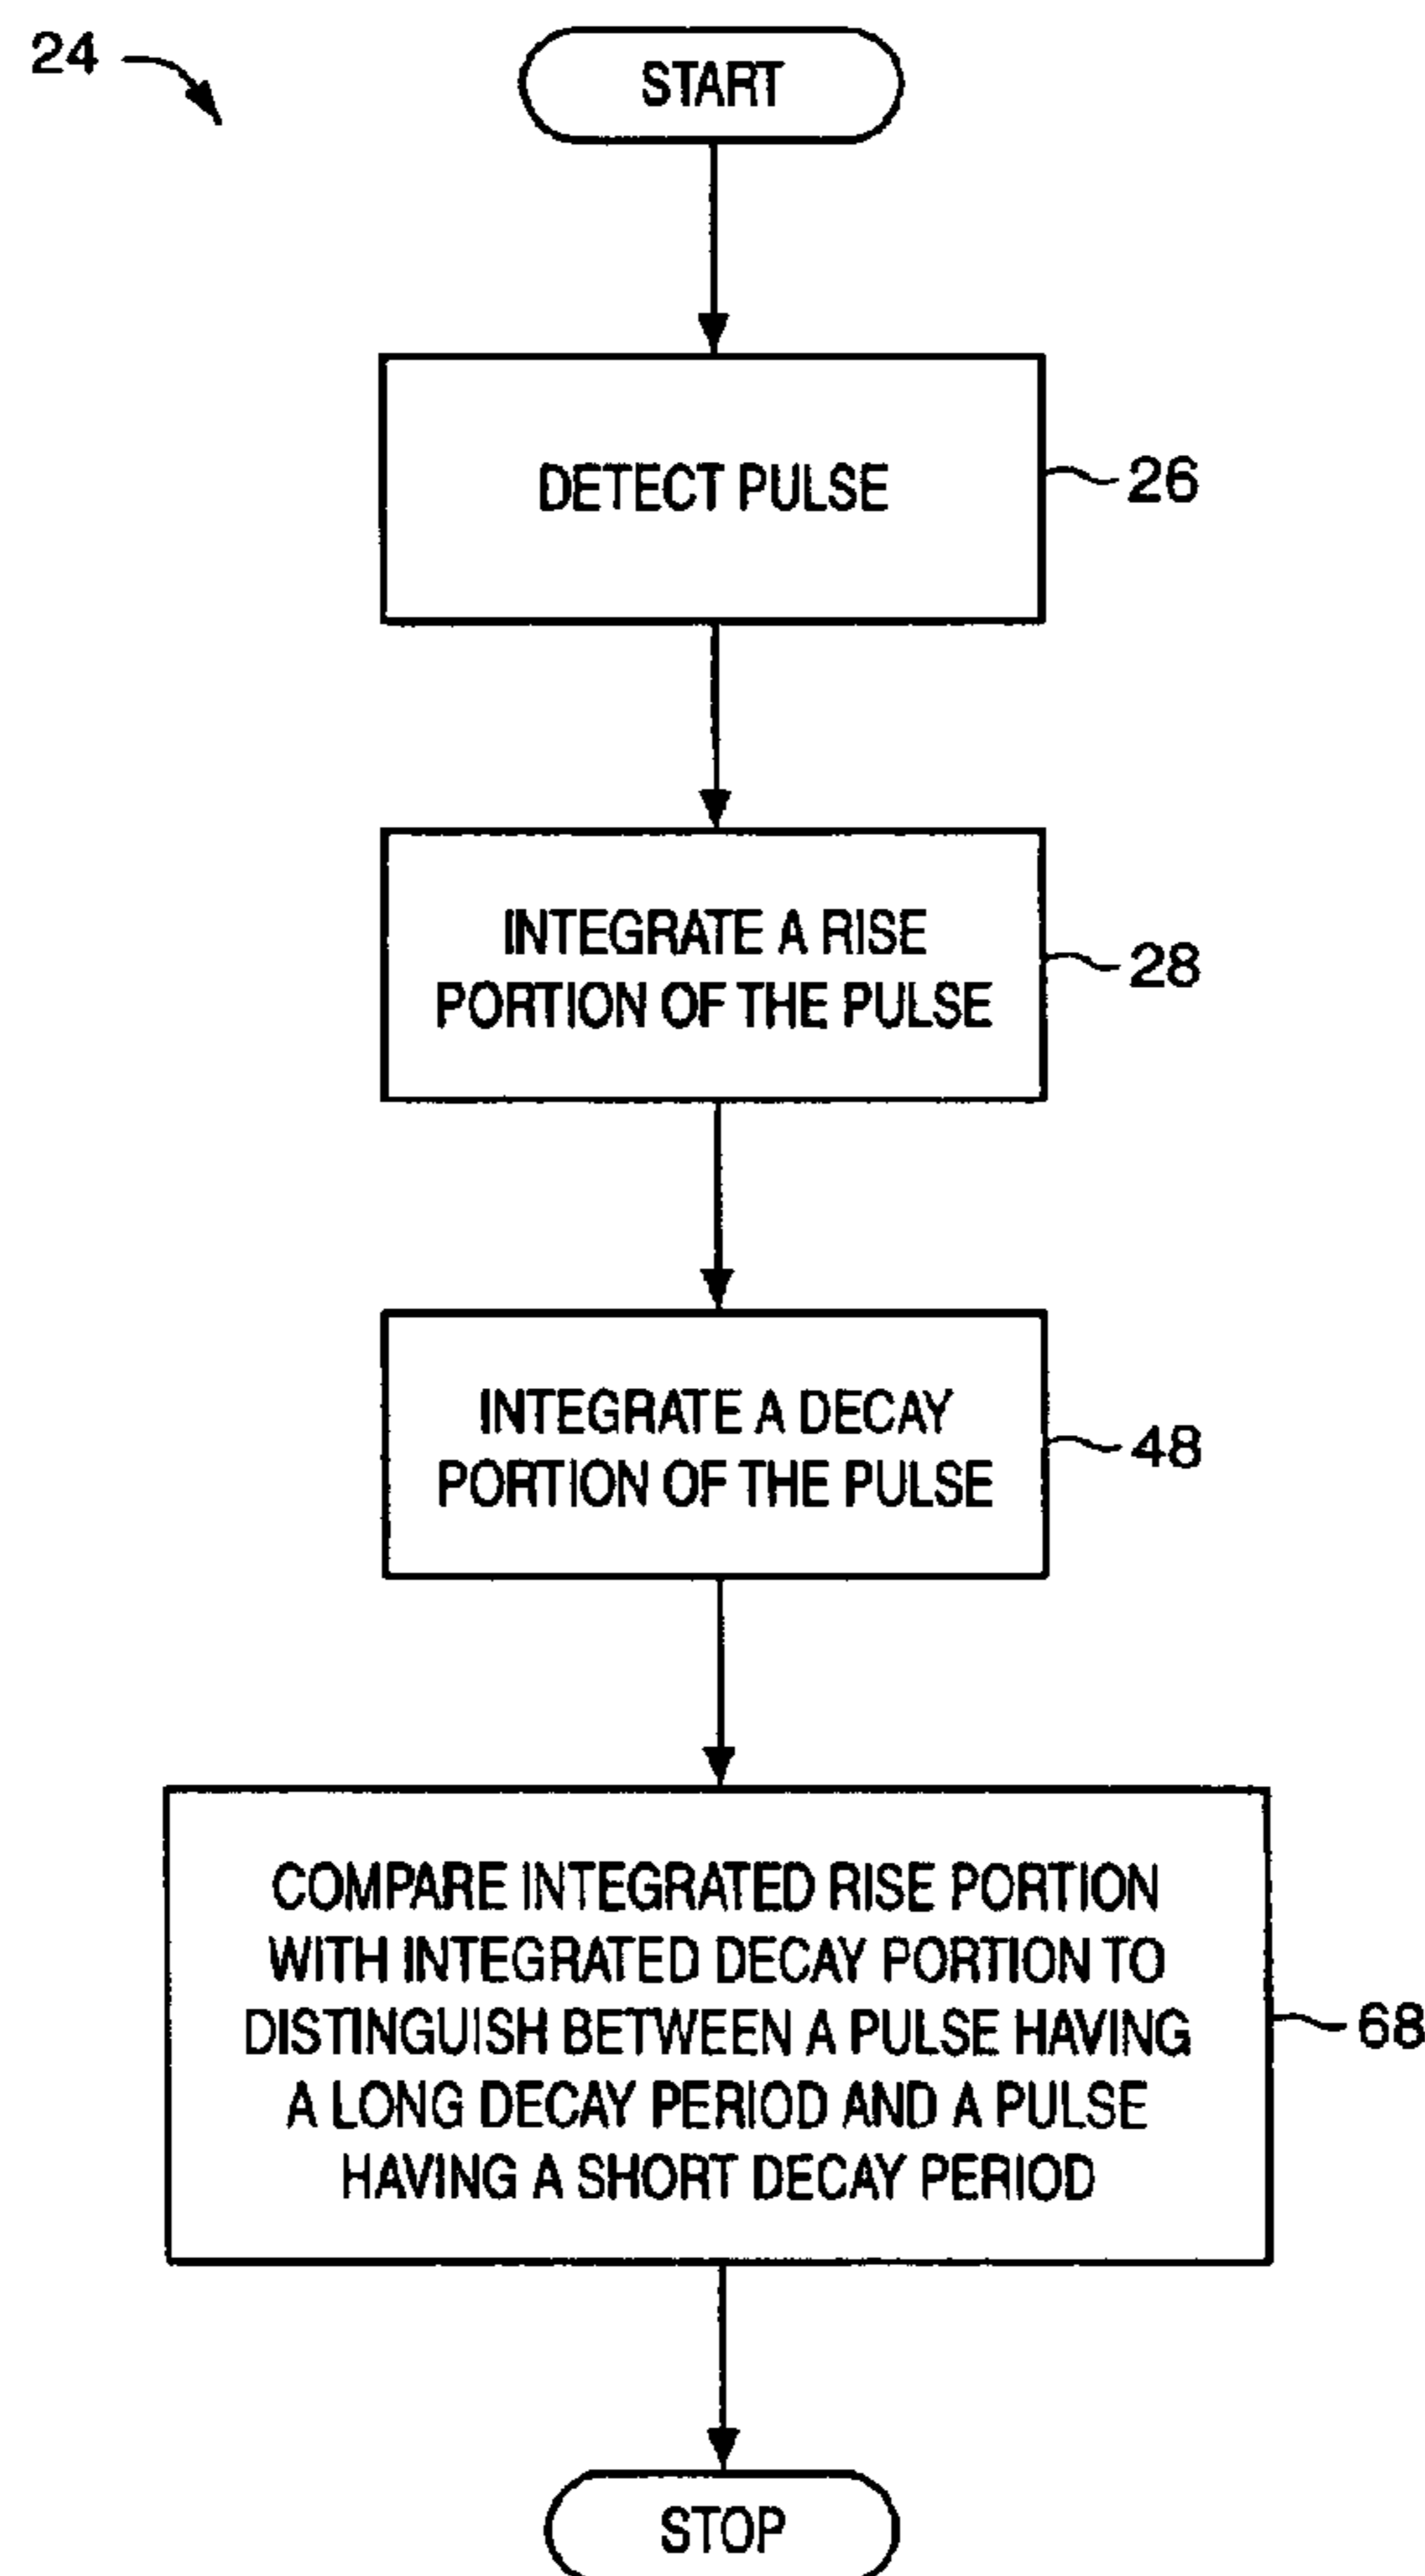 24
START
DETECT PULSE
26
INTEGRATE A RISE
PORTION OF THE PULSE
28
INTEGRATE A DECAY
PORTION OF THE PULSE
48
COMPARE INTEGRATED RISE PORTION
WITH INTEGRATED DECAY PORTION TO
DISTINGUISH BETWEEN A PULSE HAVING
A LONG DECAY PERIOD AND A PULSE
HAVING A SHORT DECAY PERIOD
68
STOP